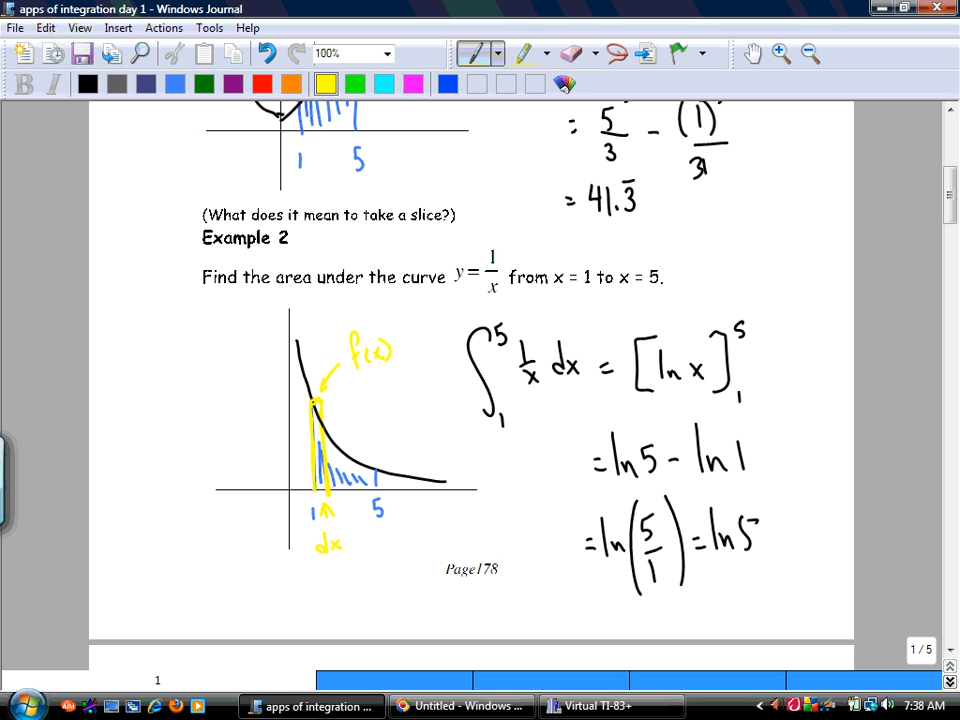 apps of integration day 1 - Windows Journal
File Edit View Insert Actions Tools Help
100%
B I
1 5
= 5/3 - (1)/3
= 41.3̅
(What does it mean to take a slice?)
Example 2
Find the area under the curve y = 1/x from x = 1 to x = 5.
f(x)
∫₁⁵ 1/x dx = [ln x]₁⁵
= ln 5 - ln 1
1 5
dx
= ln(5/1) = ln 5
Page178
1 / 5
1
apps of integration ...
Untitled - Windows ...
Virtual TI-83+
7:38 AM